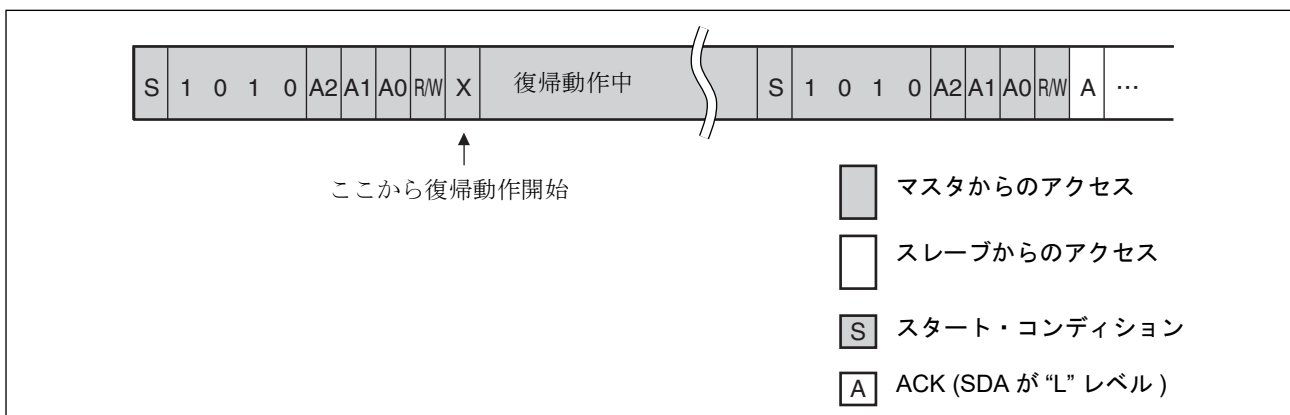 S 1 0 1 0 A2 A1 A0 R/W X 復帰動作中 S 1 0 1 0 A2 A1 A0 R/W A …
ここから復帰動作開始
マスタからのアクセス
スレーブからのアクセス
S スタート・コンディション
A ACK (SDA が “L” レベル )